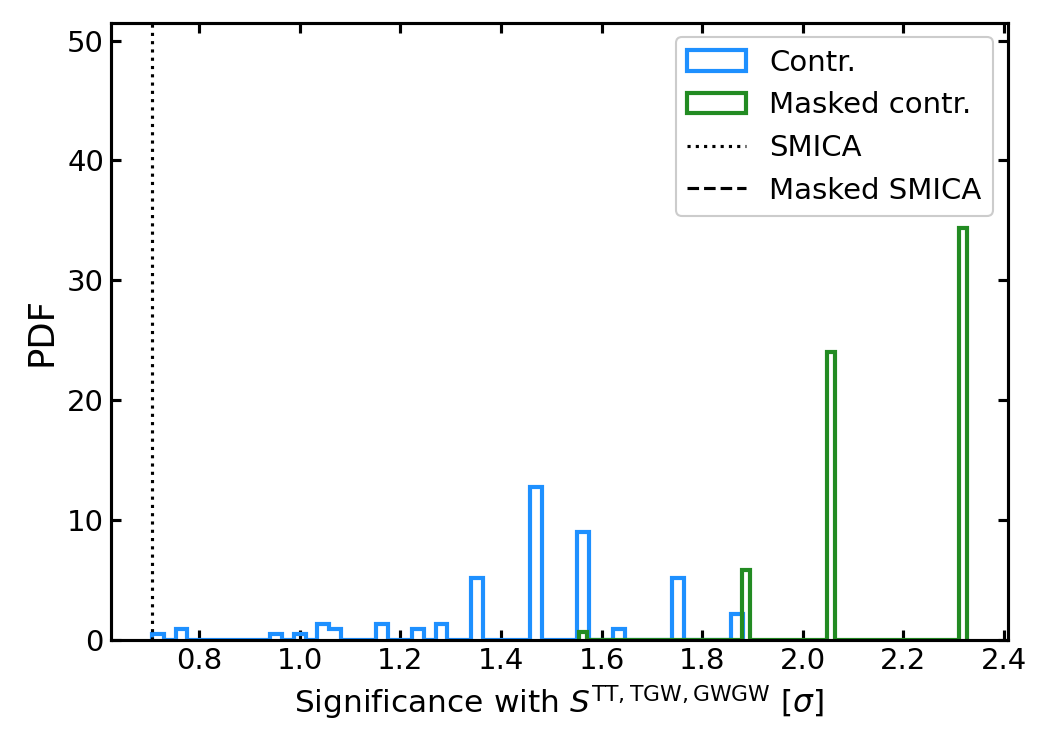 50
40
30
20
10
0
PDF
Contr.
Masked contr.
SMICA
Masked SMICA
0.8 1.0 1.2 1.4 1.6 1.8 2.0 2.2 2.4
Significance with S^TT, TGW, GWGW [σ]